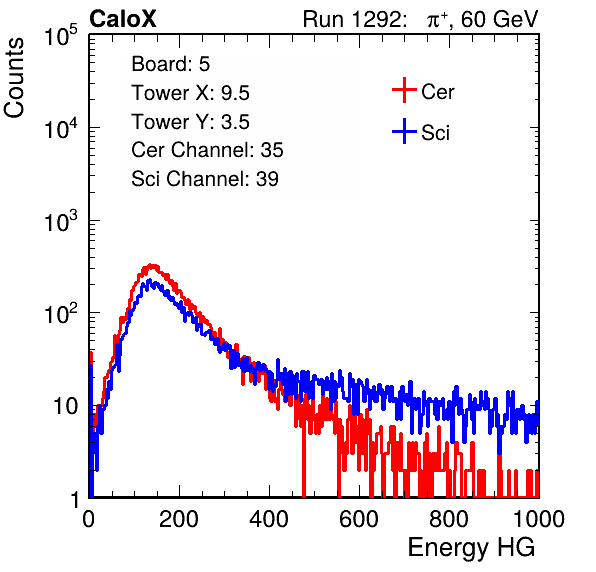 CaloX Run 1292: π⁺, 60 GeV
Counts
10⁵
10⁴
10³
10²
10
1
Board: 5
Tower X: 9.5
Tower Y: 3.5
Cer Channel: 35
Sci Channel: 39
Cer
Sci
0 200 400 600 800 1000
Energy HG